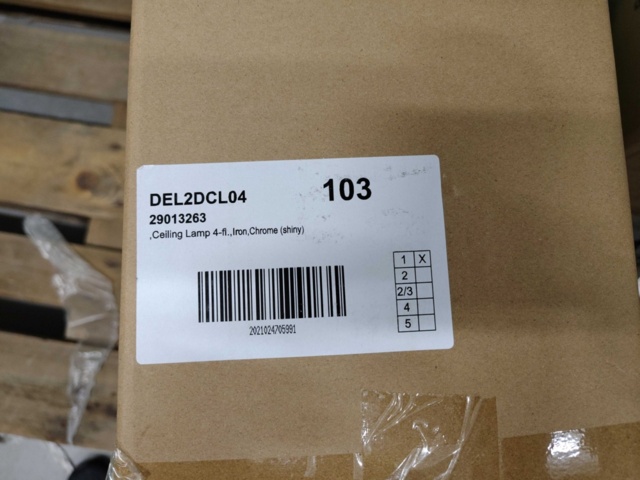 DEL2DCL04 103
29013263
,Ceiling Lamp 4-fl.,Iron,Chrome (shiny)
1 X
2
2/3
4
5
2021024705991